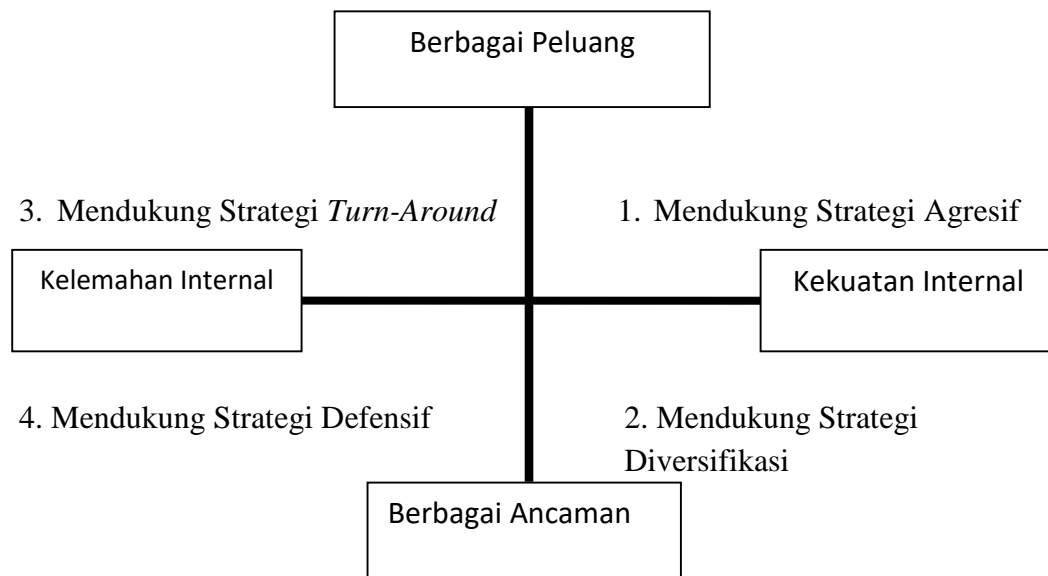 Berbagai Peluang
3. Mendukung Strategi Turn-Around
1. Mendukung Strategi Agresif
Kelemahan Internal
Kekuatan Internal
4. Mendukung Strategi Defensif
2. Mendukung Strategi
Diversifikasi
Berbagai Ancaman